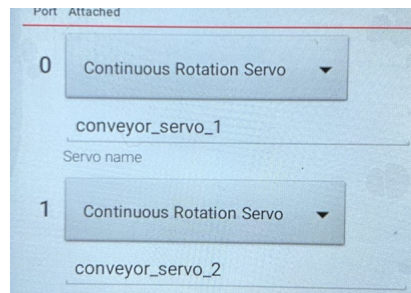 Port Attached
0 Continuous Rotation Servo
conveyor_servo_1
Servo name
1 Continuous Rotation Servo
conveyor_servo_2